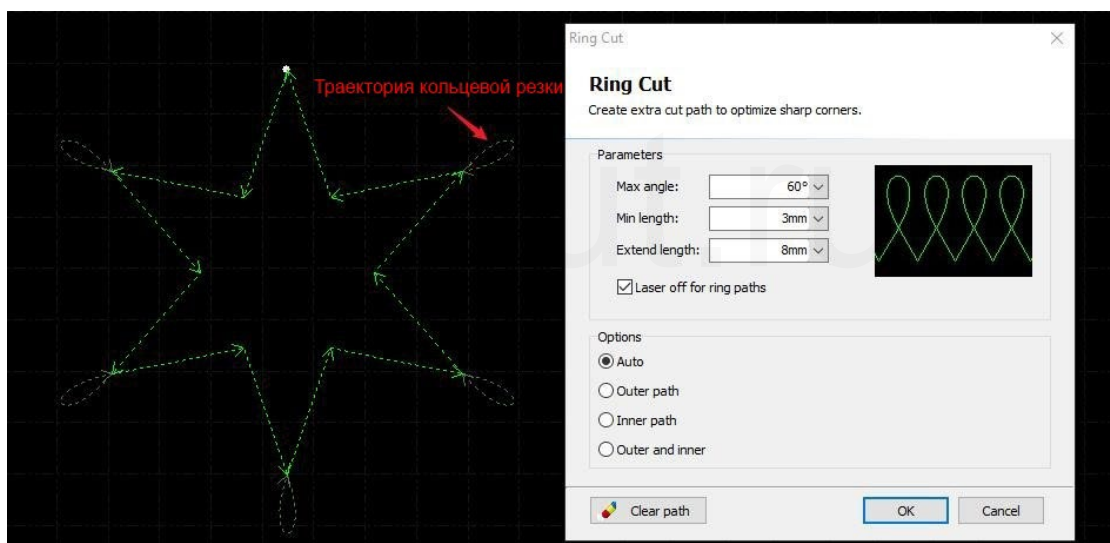 Траектория кольцевой резки
Ring Cut
Ring Cut
Create extra cut path to optimize sharp corners.
Parameters
Max angle: 60°
Min length: 3mm
Extend length: 8mm
Laser off for ring paths
Options
Auto
Outer path
Inner path
Outer and inner
Clear path OK Cancel